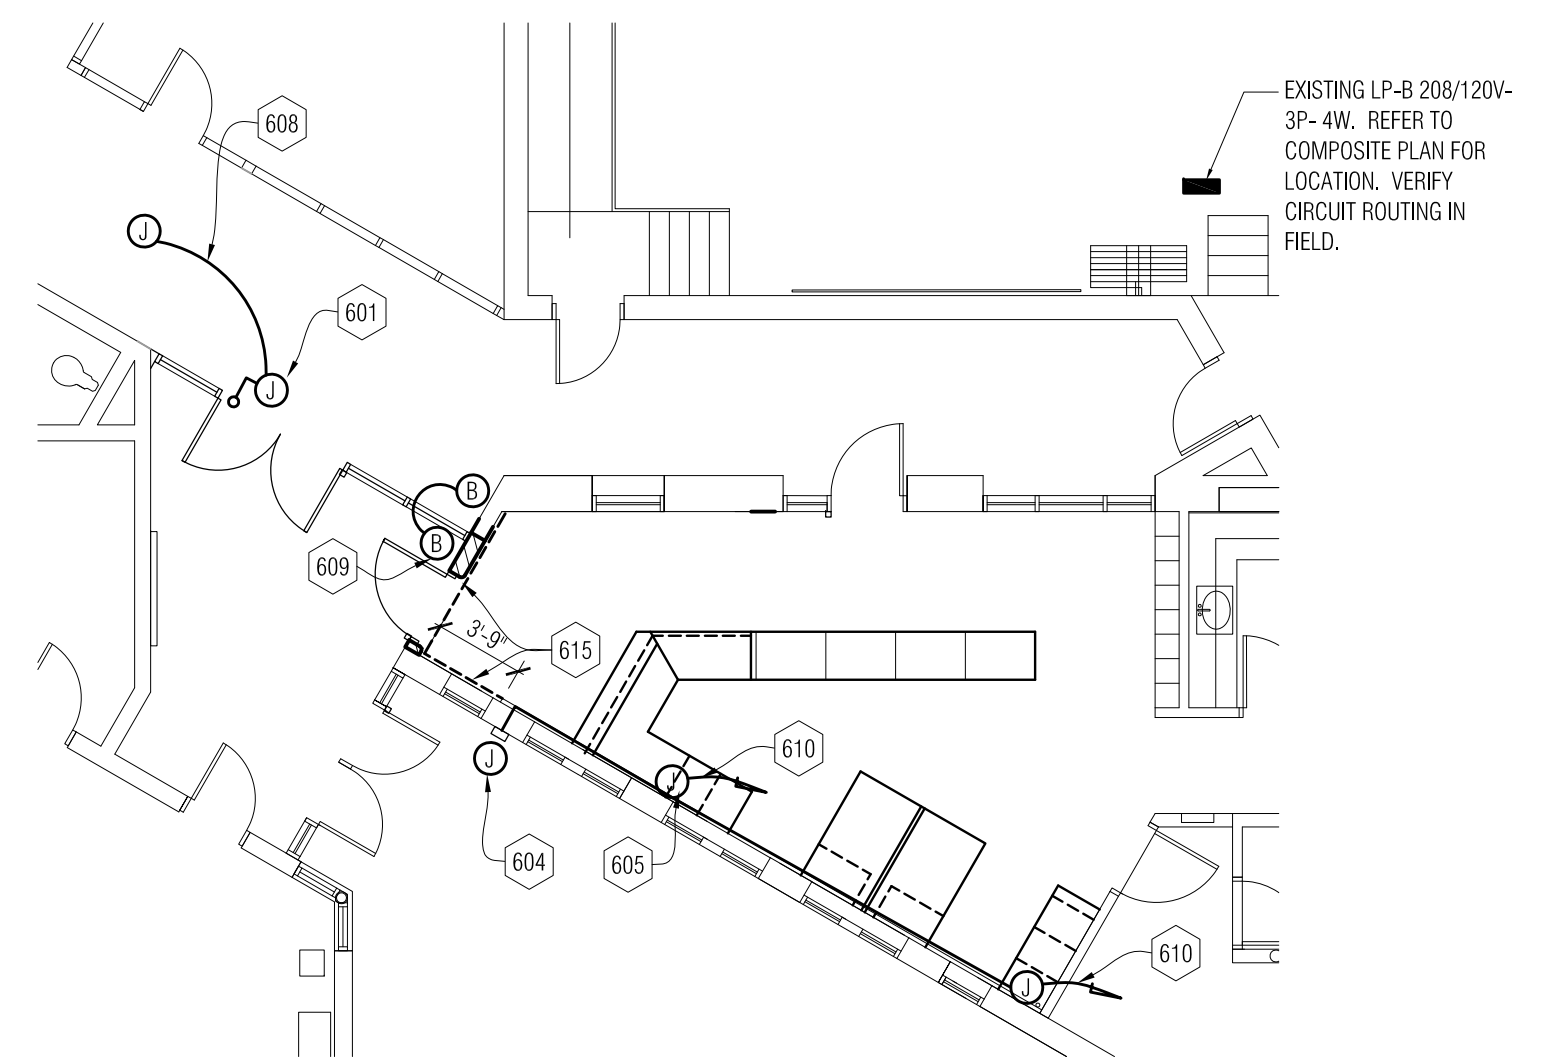 EXISTING LP-B 208/120V-
3P- 4W. REFER TO
COMPOSITE PLAN FOR
LOCATION. VERIFY
CIRCUIT ROUTING IN
FIELD.
608
J
601
J
B
B
609
3'-9"
615
J
604
J
610
605
J
610